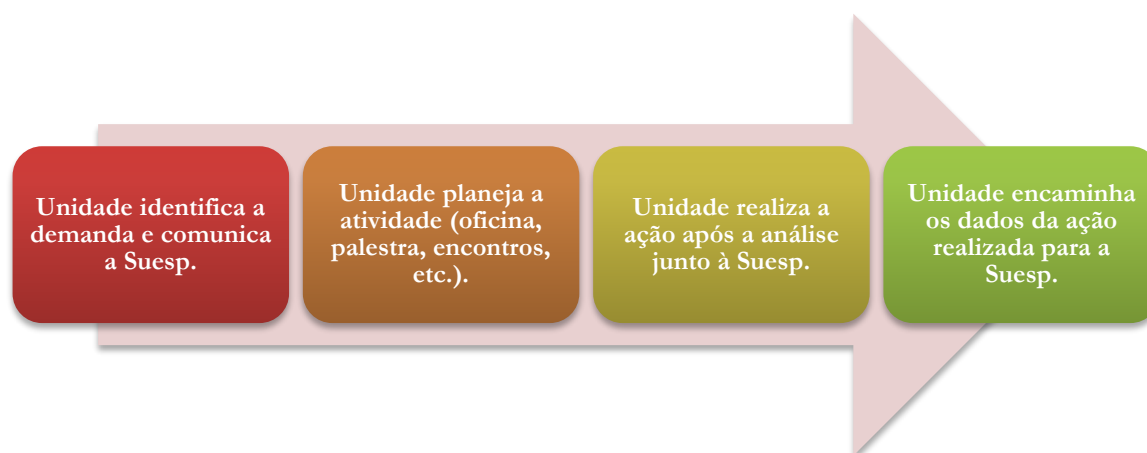 Unidade identifica a
demanda e comunica
a Suesp.
Unidade planeja a
atividade (oficina,
palestra, encontros,
etc.).
Unidade realiza a
ação após a análise
junto à Suesp.
Unidade encaminha
os dados da ação
realizada para a
Suesp.